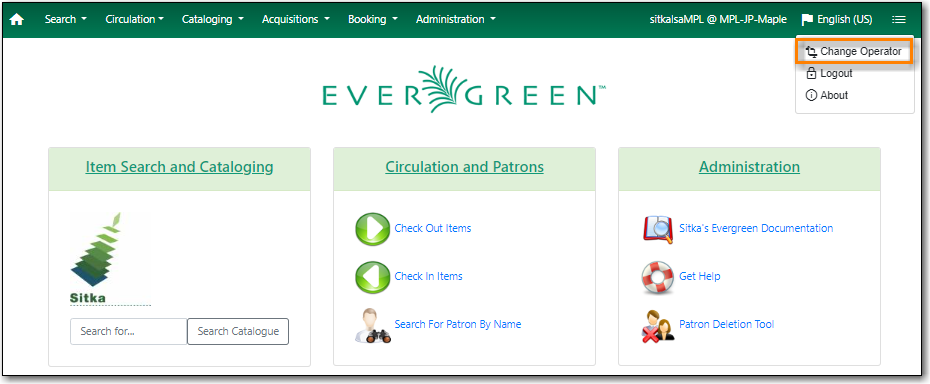 Search Circulation Cataloging Acquisitions Booking Administration sitkalsaMPL @ MPL-JP-Maple English (US)
Change Operator
Logout
About
EVERGREEN™
Item Search and Cataloging
Sitka
Search for...
Search Catalogue
Circulation and Patrons
Check Out Items
Check In Items
Search For Patron By Name
Administration
Sitka's Evergreen Documentation
Get Help
Patron Deletion Tool